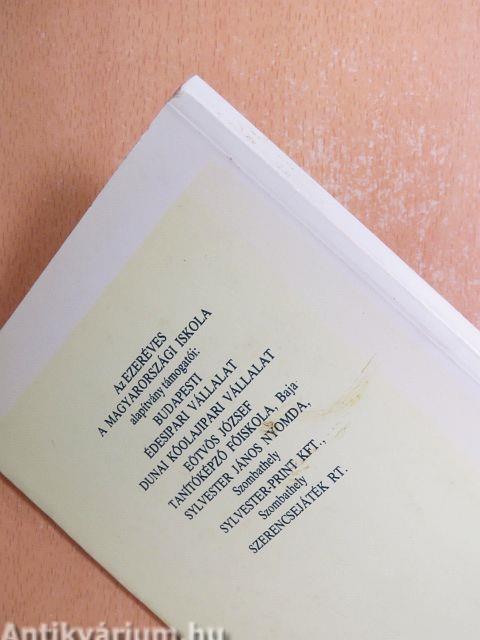 Az EZERÉVES
A MAGYARORSZÁGI ISKOLA
alapítvány támogatói:
BUDAPESTI
ÉDESIPARI VÁLLALAT
DUNAI KŐOLAJIPARI VÁLLALAT
EÖTVÖS JÓZSEF
TANÍTÓKÉPZŐ FŐISKOLA, Baja
SYLVESTER JÁNOS NYOMDA,
Szombathely
SYLVESTER-PRINT KFT.,
Szombathely
SZERENCSEJÁTÉK RT.
Antikvárium.hu